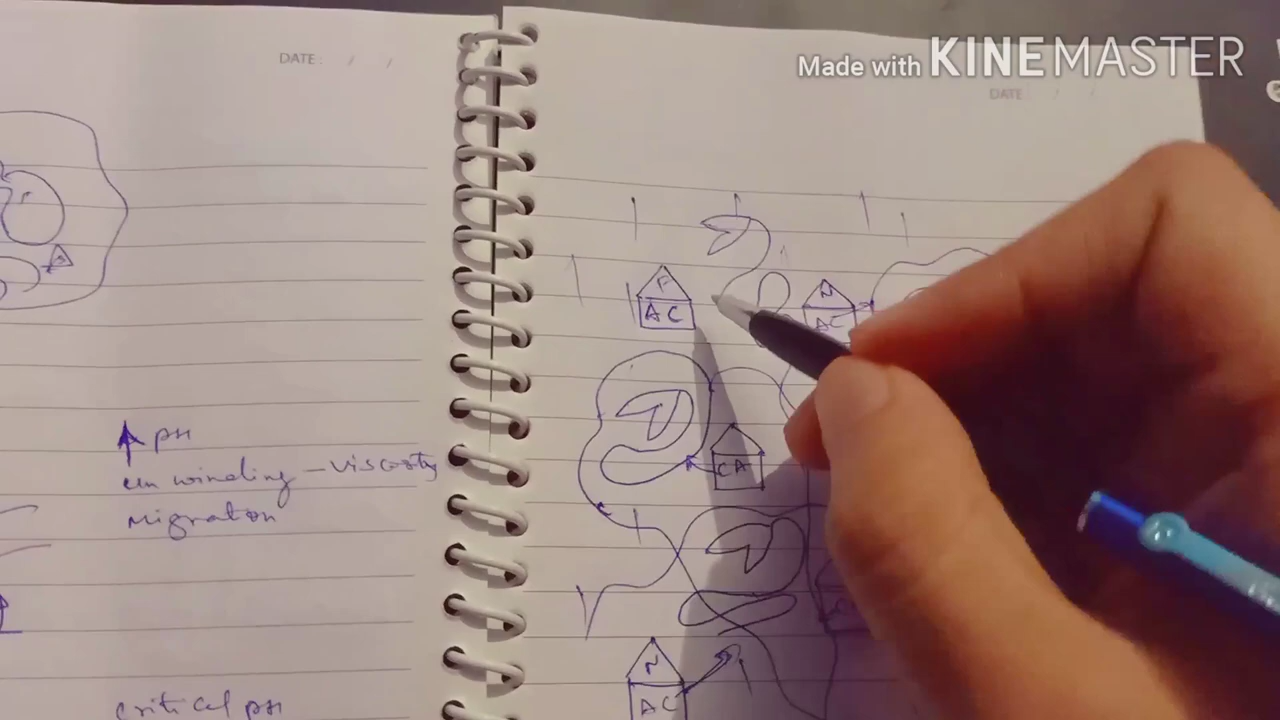 Made with KINEMASTER
DATE: / /
DATE: / /
F
AC
N
AC
CA
↑ pH
un winding - viscosity
Migration
N
AC
critical pH